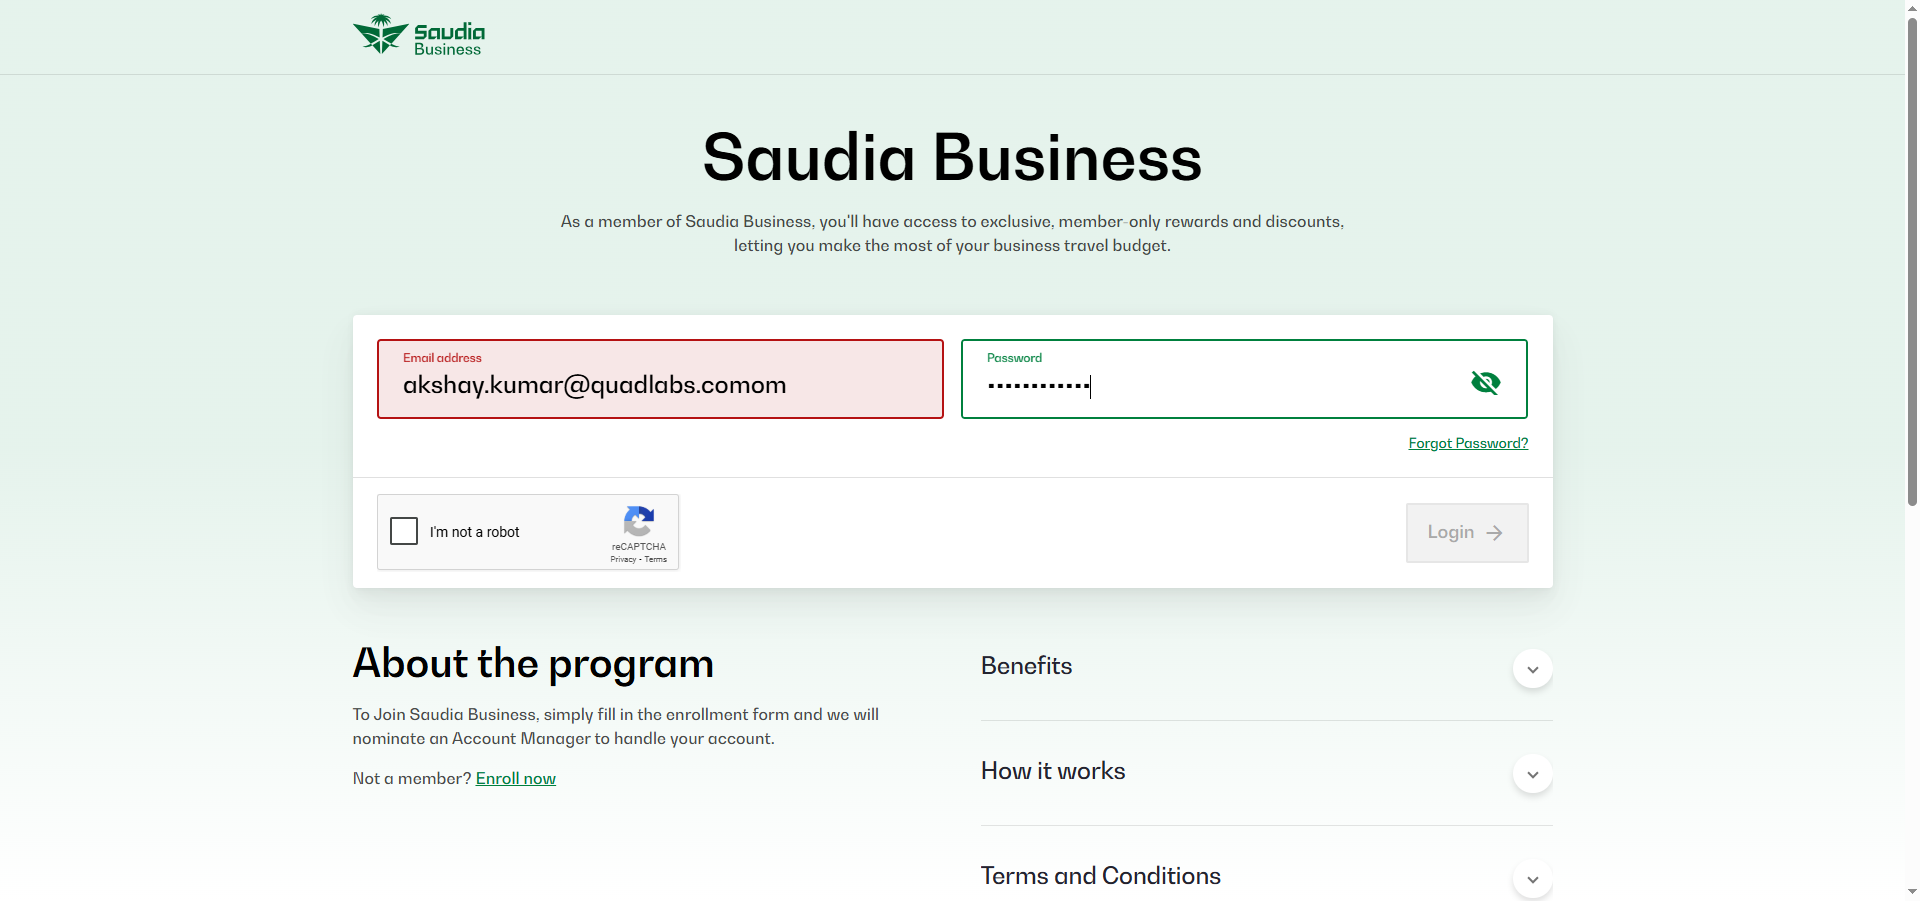 Saudia
Business
Saudia Business
As a member of Saudia Business, you'll have access to exclusive, member-only rewards and discounts,
letting you make the most of your business travel budget.
Email address
akshay.kumar@quadlabs.comom
Password
Forgot Password?
I'm not a robot
reCAPTCHA
Privacy - Terms
Login
About the program
To Join Saudia Business, simply fill in the enrollment form and we will
nominate an Account Manager to handle your account.
Not a member? Enroll now
Benefits
How it works
Terms and Conditions